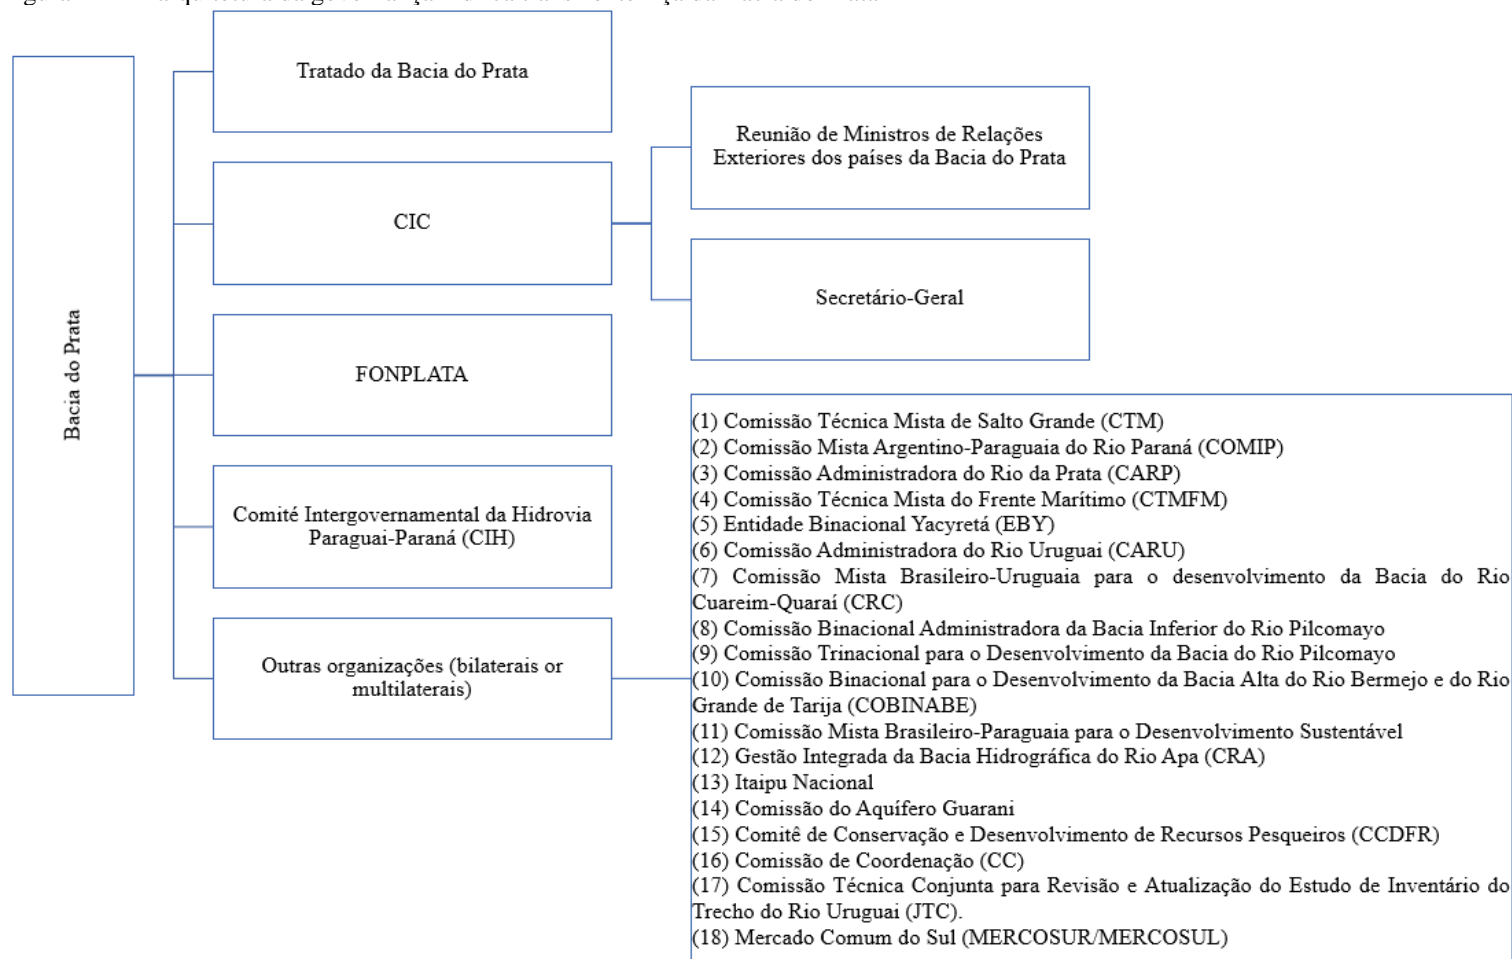 Tratado da Bacia do Prata
Reunião de Ministros de Relações
Exteriores dos países da Bacia do Prata
CIC
Secretário-Geral
Bacia do Prata
FONPLATA
Comité Intergovernamental da Hidrovia
Paraguai-Paraná (CIH)
Outras organizações (bilaterais or
multilaterais)
(1) Comissão Técnica Mista de Salto Grande (CTM)
(2) Comissão Mista Argentino-Paraguaia do Rio Paraná (COMIP)
(3) Comissão Administradora do Rio da Prata (CARP)
(4) Comissão Técnica Mista do Frente Marítimo (CTMFM)
(5) Entidade Binacional Yacyretá (EBY)
(6) Comissão Administradora do Rio Uruguai (CARU)
(7) Comissão Mista Brasileiro-Uruguaia para o desenvolvimento da Bacia do Rio
Cuareim-Quaraí (CRC)
(8) Comissão Binacional Administradora da Bacia Inferior do Rio Pilcomayo
(9) Comissão Trinacional para o Desenvolvimento da Bacia do Rio Pilcomayo
(10) Comissão Binacional para o Desenvolvimento da Bacia Alta do Rio Bermejo e do Rio
Grande de Tarija (COBINABE)
(11) Comissão Mista Brasileiro-Paraguaia para o Desenvolvimento Sustentável
(12) Gestão Integrada da Bacia Hidrográfica do Rio Apa (CRA)
(13) Itaipu Nacional
(14) Comissão do Aquífero Guarani
(15) Comitê de Conservação e Desenvolvimento de Recursos Pesqueiros (CCDFR)
(16) Comissão de Coordenação (CC)
(17) Comissão Técnica Conjunta para Revisão e Atualização do Estudo de Inventário do
Trecho do Rio Uruguai (JTC).
(18) Mercado Comum do Sul (MERCOSUR/MERCOSUL)